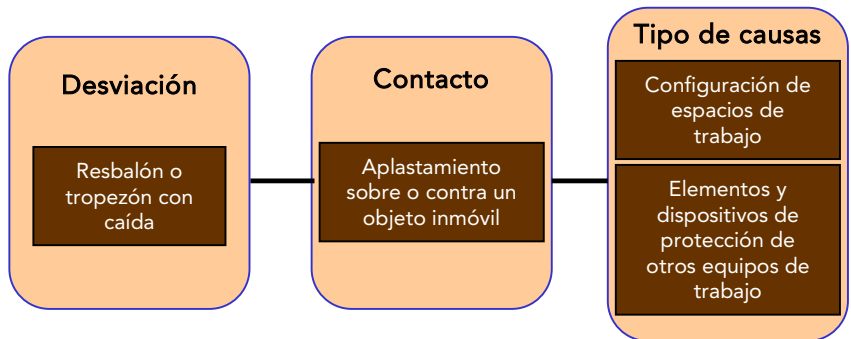 Desviación
Resbalón o
tropezón con
caída
Contacto
Aplastamiento
sobre o contra un
objeto inmóvil
Tipo de causas
Configuración de
espacios de
trabajo
Elementos y
dispositivos de
protección de
otros equipos de
trabajo